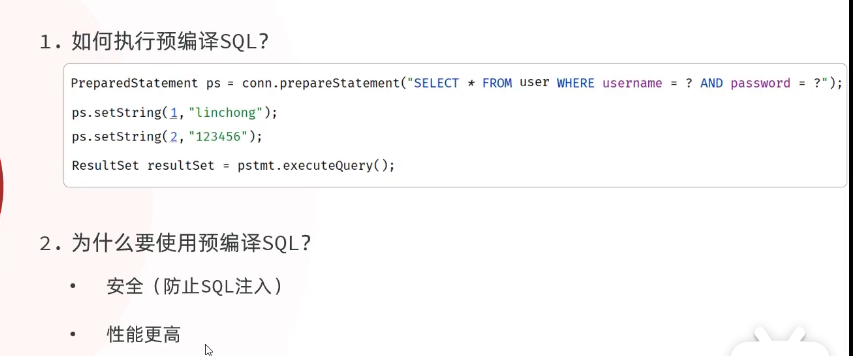 1. 如何执行预编译SQL？
PreparedStatement ps = conn.prepareStatement("SELECT * FROM user WHERE username = ? AND password = ?");
ps.setString(1,"linchong");
ps.setString(2,"123456");
ResultSet resultSet = pstmt.executeQuery();
2. 为什么要使用预编译SQL？
• 安全（防止SQL注入）
• 性能更高